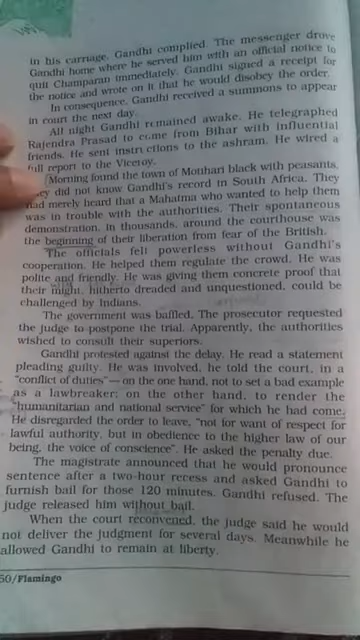 in his carriage. Gandhi complied. The messenger drove
Gandhi home where he served him with an official notice to
quit Champaran immediately. Gandhi signed a receipt for
the notice and wrote on it that he would disobey the order.
In consequence, Gandhi received a summons to appear
in court the next day.
All night Gandhi remained awake. He telegraphed
Rajendra Prasad to come from Bihar with influential
friends. He sent instructions to the ashram. He wired a
full report to the Viceroy.
Morning found the town of Motihari black with peasants.
They did not know Gandhi's record in South Africa. They
had merely heard that a Mahatma who wanted to help them
was in trouble with the authorities. Their spontaneous
demonstration, in thousands, around the courthouse was
the beginning of their liberation from fear of the British.
The officials felt powerless without Gandhi's
cooperation. He helped them regulate the crowd. He was
polite and friendly. He was giving them concrete proof that
their might, hitherto dreaded and unquestioned, could be
challenged by Indians.
The government was baffled. The prosecutor requested
the judge to postpone the trial. Apparently, the authorities
wished to consult their superiors.
Gandhi protested against the delay. He read a statement
pleading guilty. He was involved, he told the court, in a
“conflict of duties”— on the one hand, not to set a bad example
as a lawbreaker; on the other hand, to render the
“humanitarian and national service” for which he had come.
He disregarded the order to leave, “not for want of respect for
lawful authority, but in obedience to the higher law of our
being, the voice of conscience”. He asked the penalty due.
The magistrate announced that he would pronounce
sentence after a two-hour recess and asked Gandhi to
furnish bail for those 120 minutes. Gandhi refused. The
judge released him without bail.
When the court reconvened, the judge said he would
not deliver the judgment for several days. Meanwhile he
allowed Gandhi to remain at liberty.
50/Flamingo